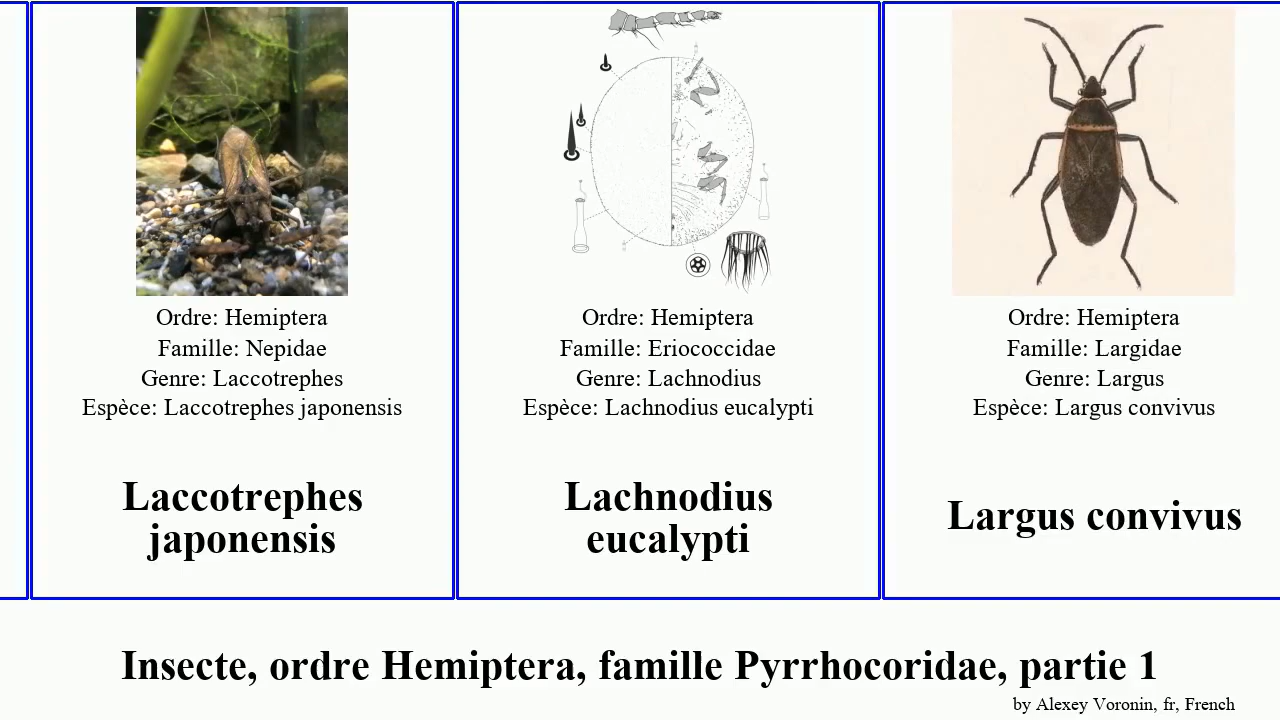 Ordre: Hemiptera
Famille: Nepidae
Genre: Laccotrephes
Espèce: Laccotrephes japonensis
Laccotrephes
japonensis
Ordre: Hemiptera
Famille: Eriococcidae
Genre: Lachnodius
Espèce: Lachnodius eucalypti
Lachnodius
eucalypti
Ordre: Hemiptera
Famille: Largidae
Genre: Largus
Espèce: Largus convivus
Largus convivus
Insecte, ordre Hemiptera, famille Pyrrhocoridae, partie 1
by Alexey Voronin, fr, French